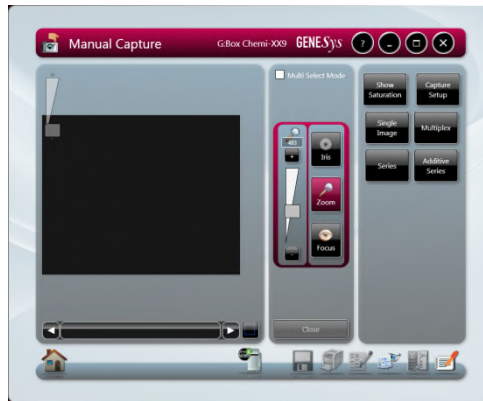 Manual Capture
G:Box Chemi-XX9 GENESys ?
Multi Select Mode
Show
Saturation
Capture
Setup
Single
Image
Multiplex
Series
Additive
Series
-483
+
Iris
Zoom
Focus
-
Close